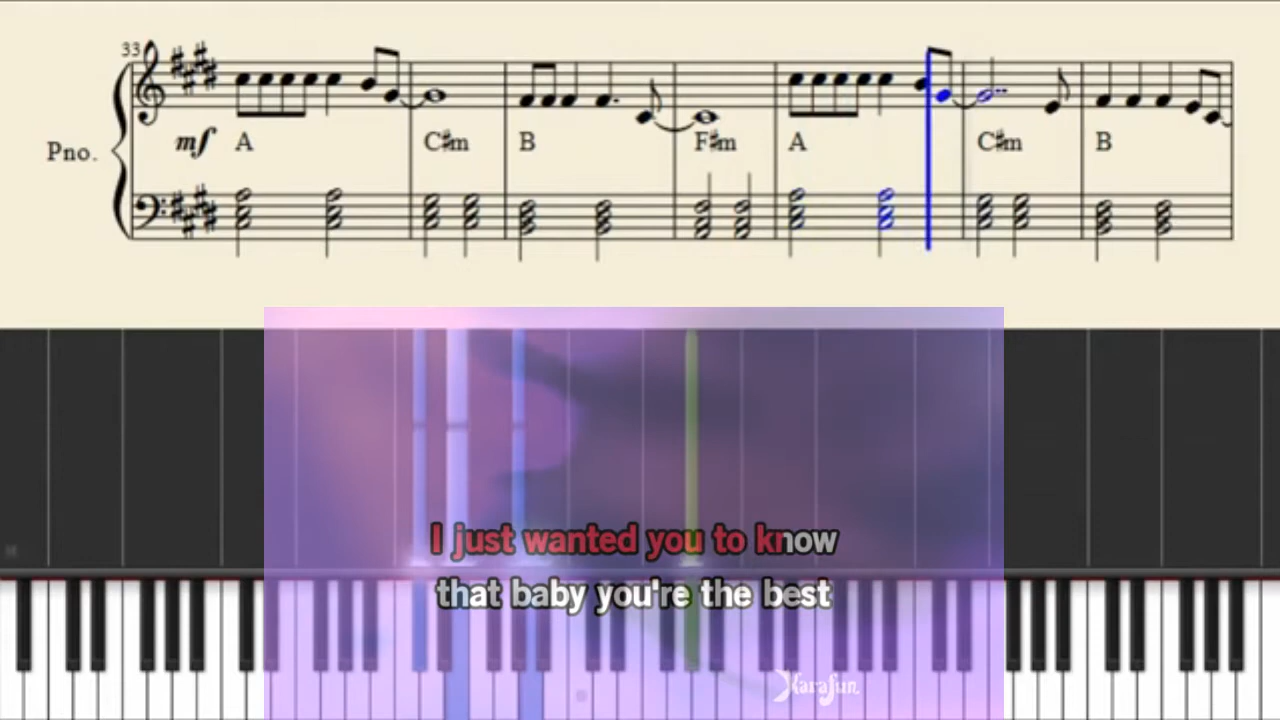 33
mf
Pno.
A C#m B F#m A C#m B
I just wanted you to know
that baby you're the best
KaraFun